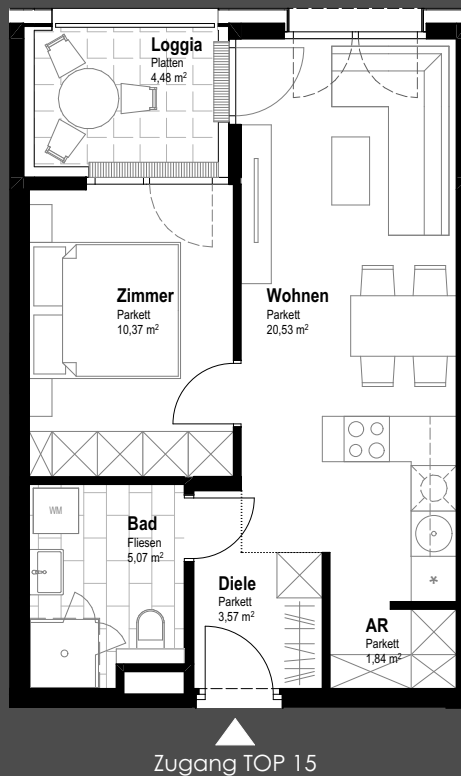 Loggia
Platten
4,48 m²
Zimmer
Parkett
10,37 m²
Wohnen
Parkett
20,53 m²
WM
Bad
Fliesen
5,07 m²
Diele
Parkett
3,57 m²
*
AR
Parkett
1,84 m²
Zugang TOP 15